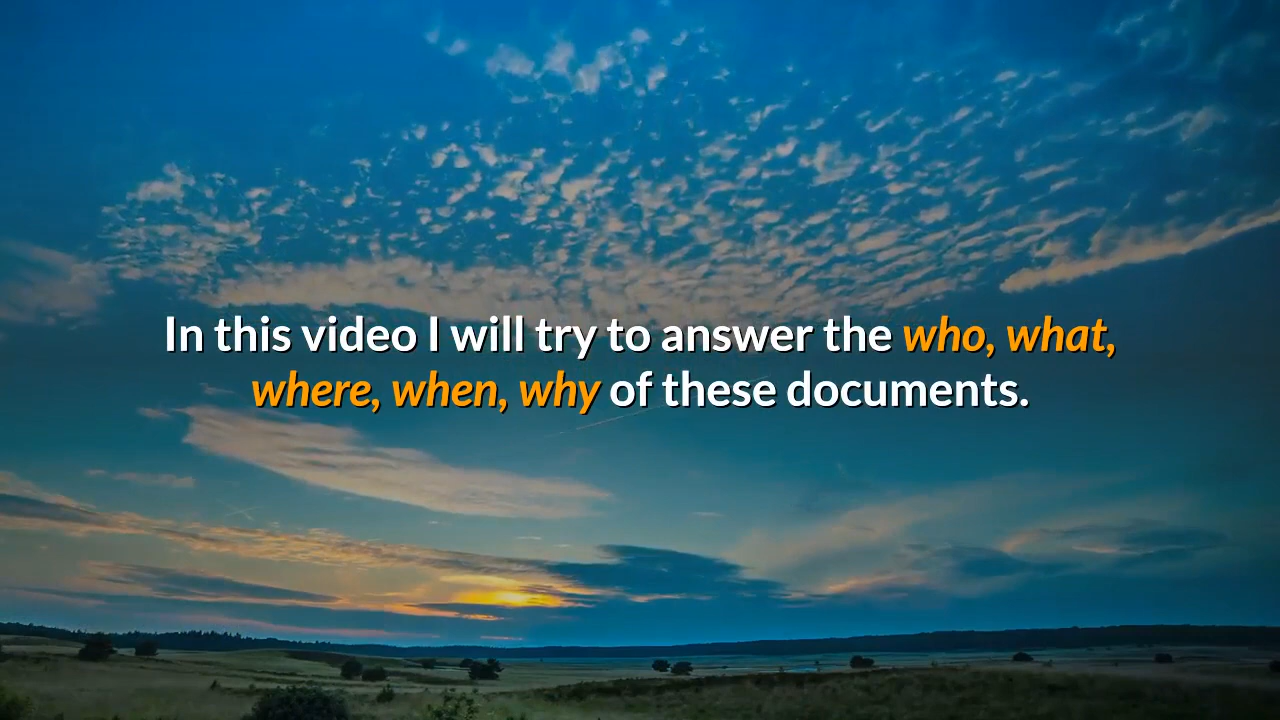 In this video I will try to answer the who, what,
where, when, why of these documents.